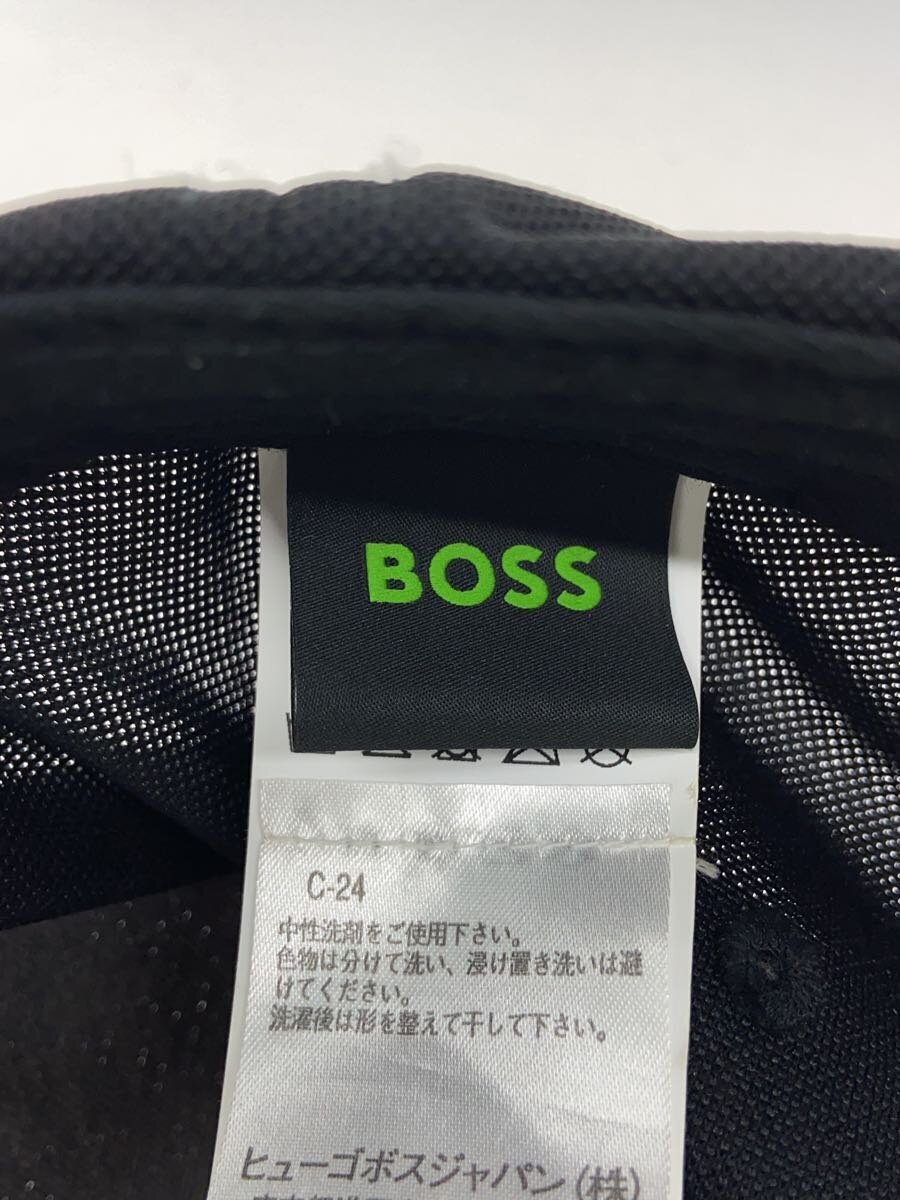 BOSS
C-24
中性洗剤をご使用下さい。
色物は分けて洗い、浸け置き洗いは避
けてください。
洗濯後は形を整えて干して下さい。
ヒューゴボスジャパン(株)